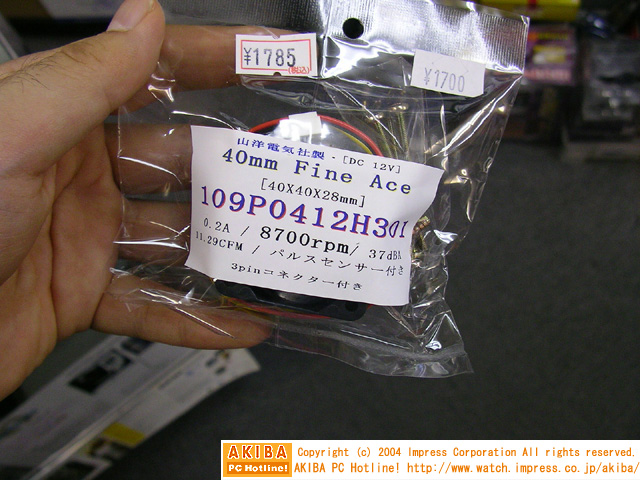 ¥1785
(税込)
¥1700
山洋電気社製・[DC 12V]
40mm Fine Ace
[40X40X28mm]
109P0412H301
0.2A / 8700rpm/ 37dBA
11.29CFM / パルスセンサー付き
3pinコネクター付き
AKIBA
PC Hotline!
Copyright (c) 2004 Impress Corporation All rights reserved.
AKIBA PC Hotline! http://www.watch.impress.co.jp/akiba/